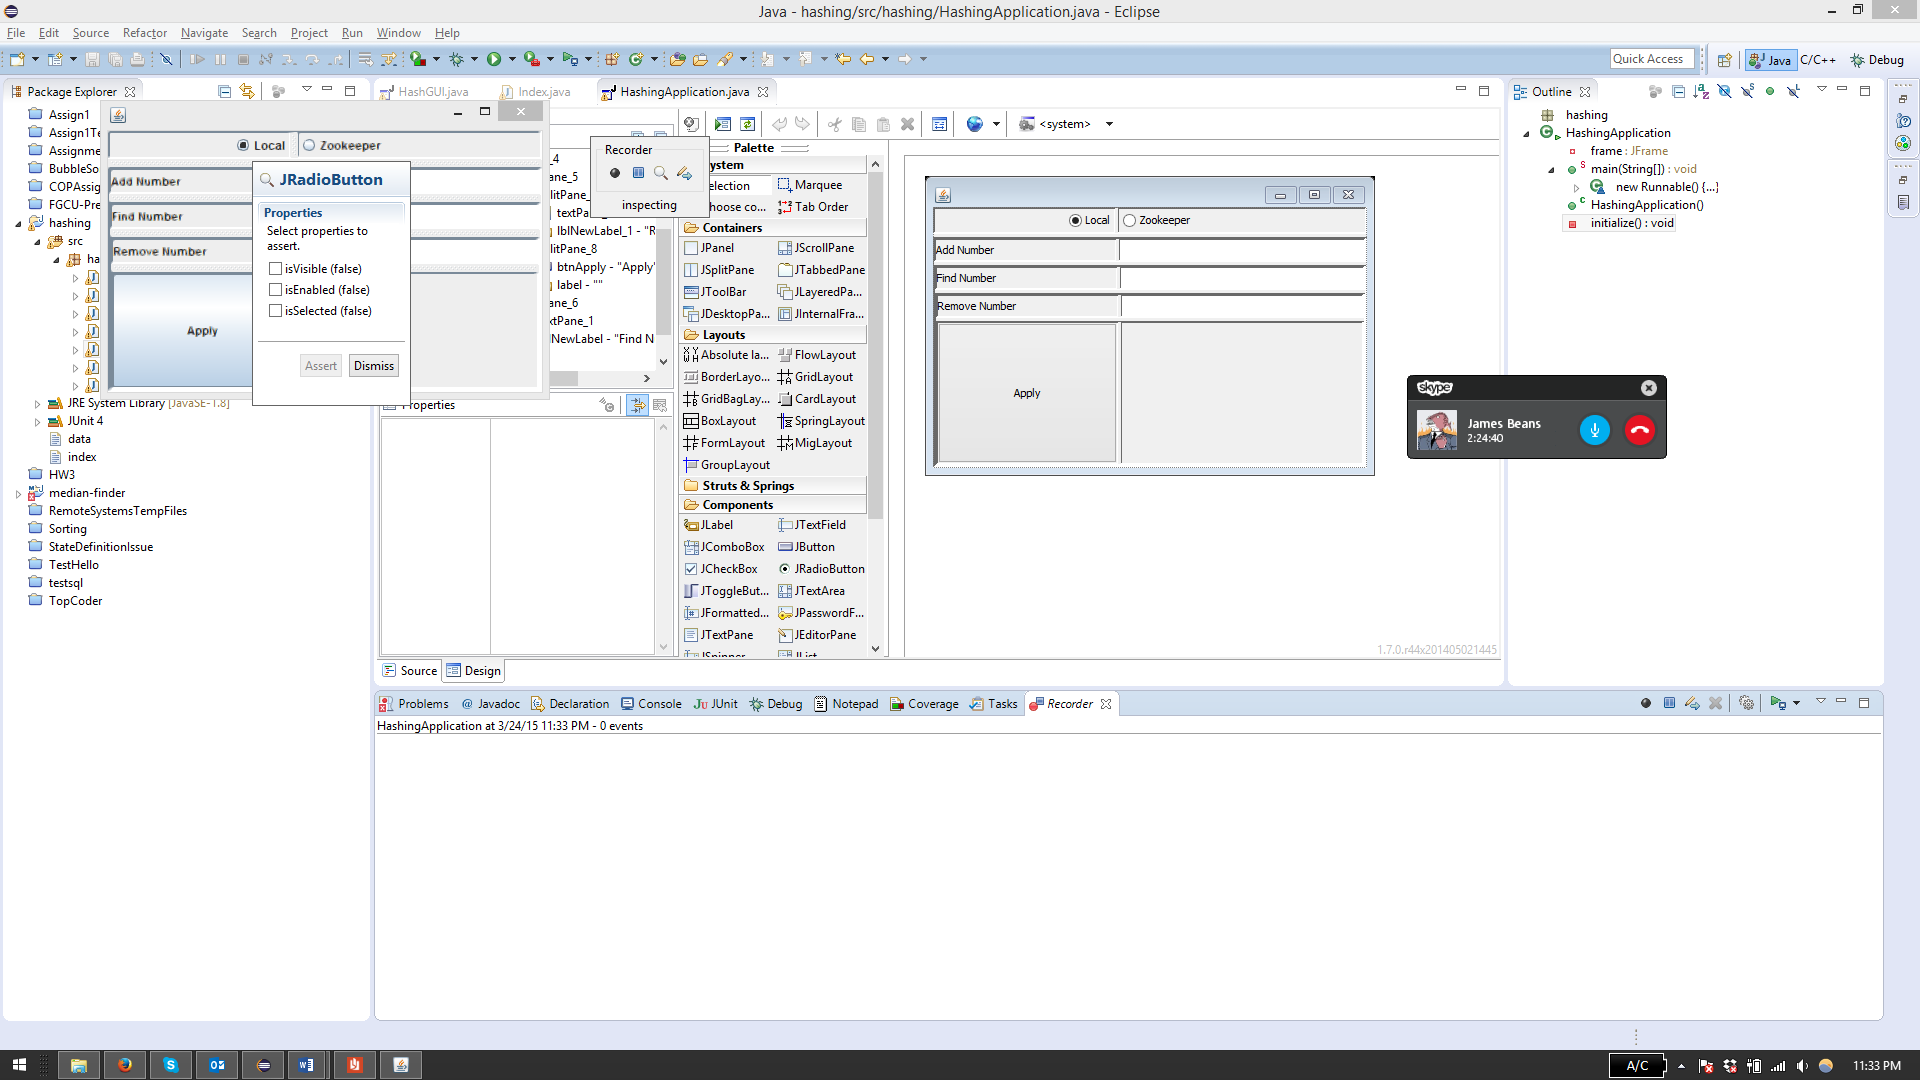 Java - hashing/src/hashing/HashingApplication.java - Eclipse
File Edit Source Refactor Navigate Search Project Run Window Help
Quick Access
Java
C/C++
Debug
Package Explorer
Assign1
Assign1Te
Assignme
BubbleSo
COPAssig
FGCU-Pre
hashing
src
ha
JRE System Library [JavaSE-1.8]
JUnit 4
data
index
HW3
median-finder
RemoteSystemsTempFiles
Sorting
StateDefinitionIssue
TestHello
testsql
TopCoder
Local
Zookeeper
Add Number
Find Number
Remove Number
Apply
JRadioButton
Properties
Select properties to
assert.
isVisible (false)
isEnabled (false)
isSelected (false)
Assert
Dismiss
HashGUI.java
Index.java
HashingApplication.java
_4
ane_5
litPane_6
textP
lblNewLabel_1 - "R
litPane_8
btnApply - "Apply"
label - ""
ane_6
xtPane_1
lNewLabel - "Find N
Properties
Recorder
inspecting
<system>
Palette
ystem
election
Marquee
hoose co...
Tab Order
Containers
JPanel
JScrollPane
JSplitPane
JTabbedPane
JToolBar
JLayeredPa...
JDesktopPa...
JInternalFra...
Layouts
Absolute la...
FlowLayout
BorderLayo...
GridLayout
GridBagLay...
CardLayout
BoxLayout
SpringLayout
FormLayout
MigLayout
GroupLayout
Struts & Springs
Components
JLabel
JTextField
JComboBox
JButton
JCheckBox
JRadioButton
JToggleBut...
JTextArea
JFormatted...
JPasswordF...
JTextPane
JEditorPane
JSpinner
JList
Local
Zookeeper
Add Number
Find Number
Remove Number
Apply
1.7.0.r44x201405021445
Source
Design
Outline
hashing
HashingApplication
frame : JFrame
main(String[]) : void
new Runnable() {...}
HashingApplication()
initialize() : void
skype
James Beans
2:24:40
Problems
Javadoc
Declaration
Console
JUnit
Debug
Notepad
Coverage
Tasks
Recorder
HashingApplication at 3/24/15 11:33 PM - 0 events
A/C
11:33 PM